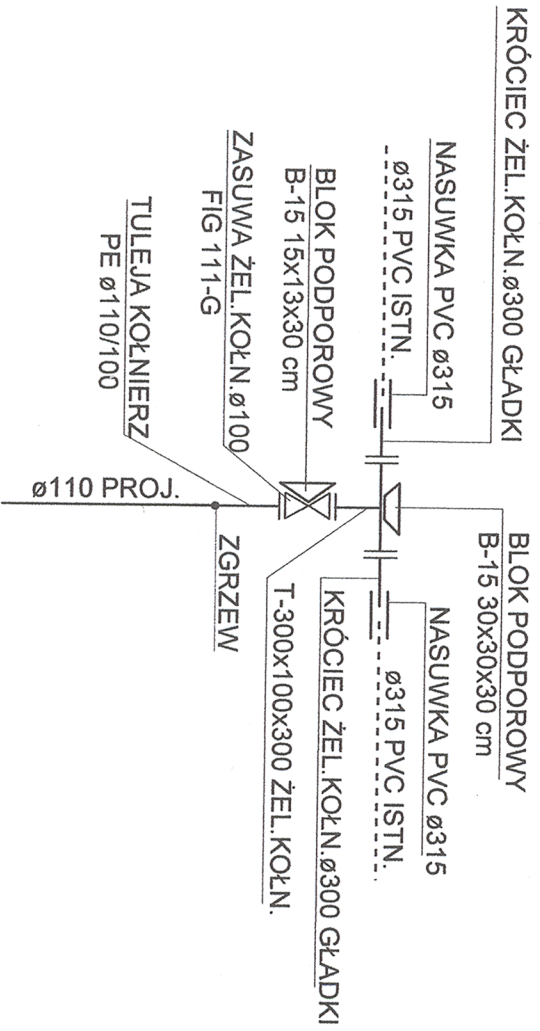 KRÓCIEC ŻEL.KOŁN.ø300 GŁADKI
NASUWKA PVC ø315
ø315 PVC ISTN.
BLOK PODPOROWY
B-15 15x13x30 cm
ZASUWA ŻEL.KOŁN.ø100
FIG 111-G
TULEJA KOŁNIERZ
PE ø110/100
ø110 PROJ.
BLOK PODPOROWY
B-15 30x30x30 cm
NASUWKA PVC ø315
ø315 PVC ISTN.
KRÓCIEC ŻEL.KOŁN.ø300 GŁADKI
T-300x100x300 ŻEL.KOŁN.
ZGRZEW